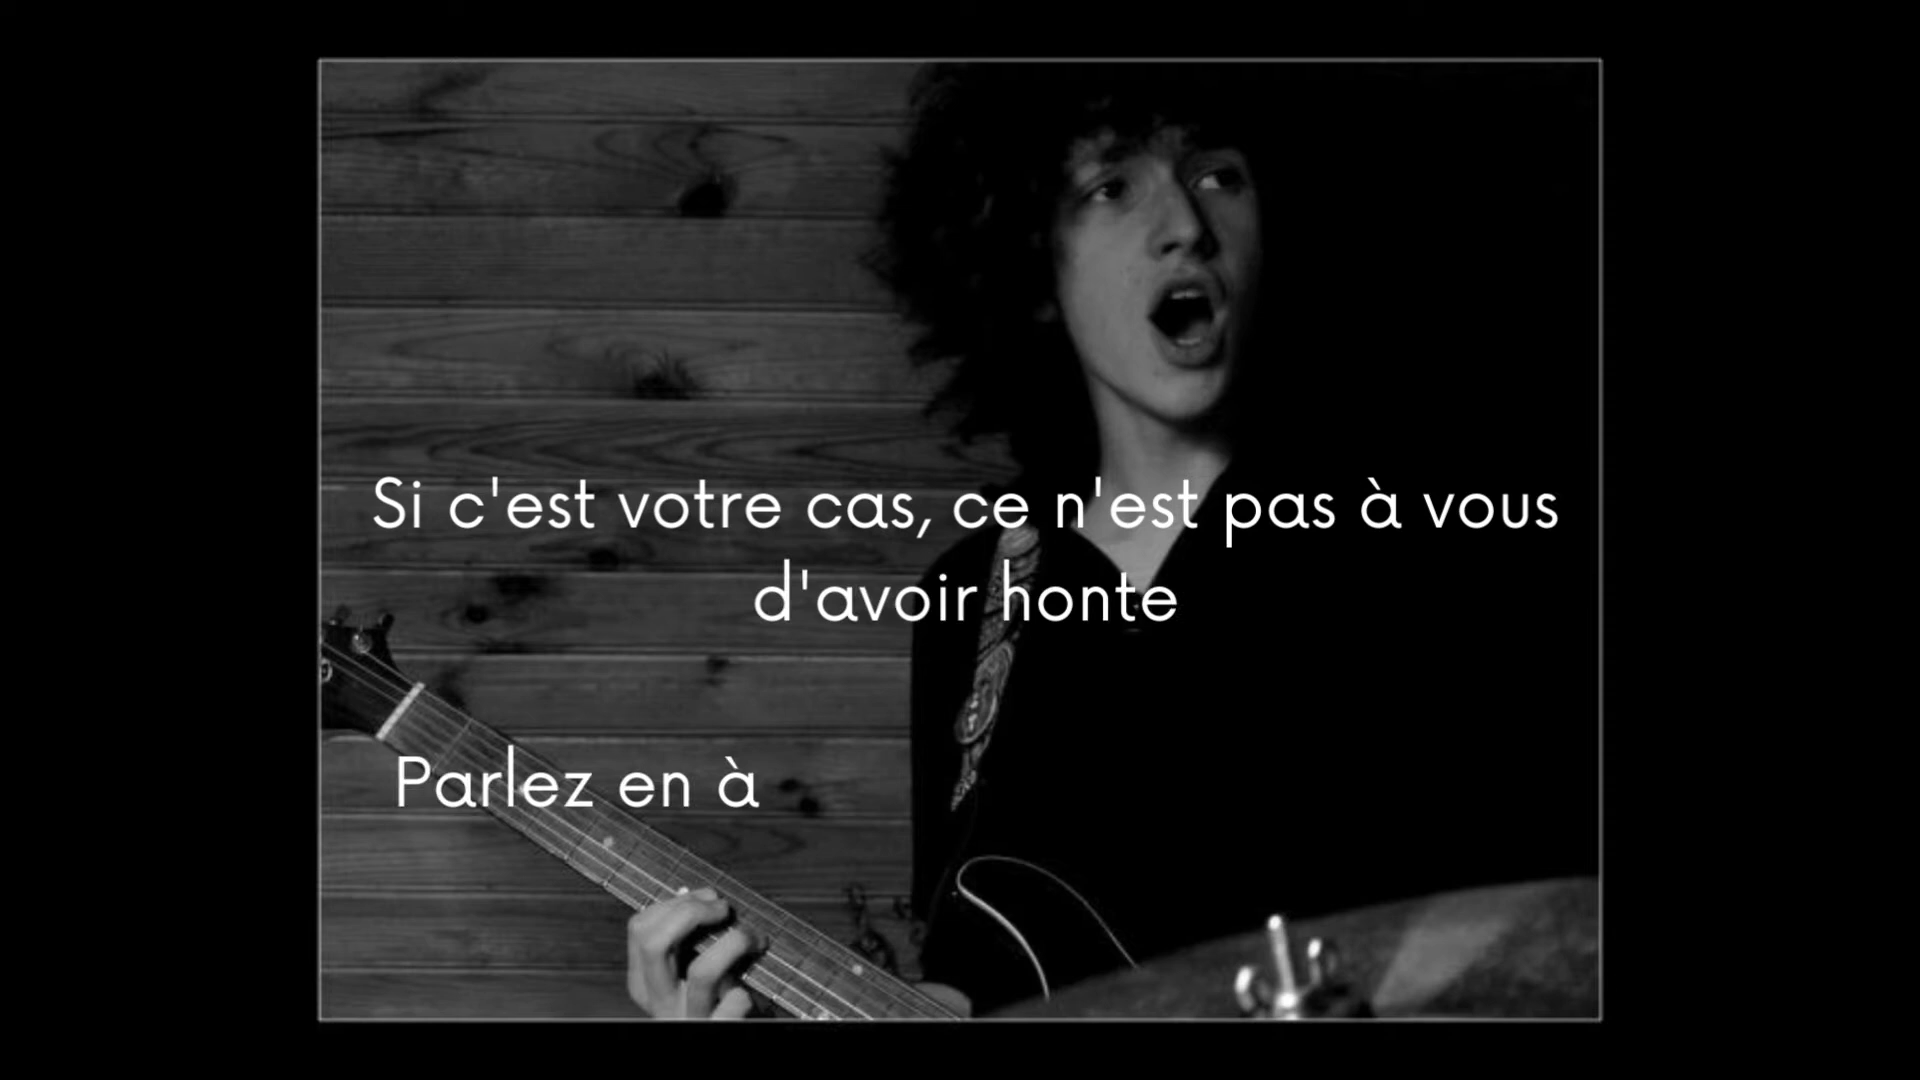 Si c'est votre cas, ce n'est pas à vous
d'avoir honte
Parlez en à